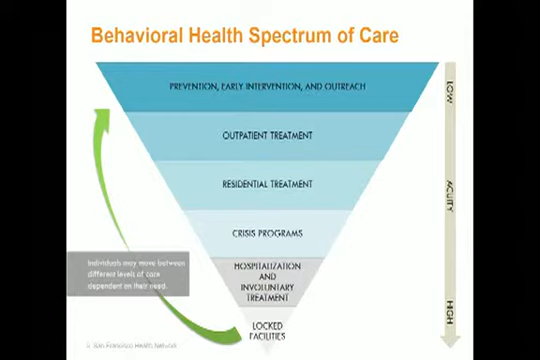 Behavioral Health Spectrum of Care
PREVENTION, EARLY INTERVENTION, AND OUTREACH
OUTPATIENT TREATMENT
RESIDENTIAL TREATMENT
CRISIS PROGRAMS
HOSPITALIZATION
AND
INVOLUNTARY
TREATMENT
LOCKED
FACILITIES
LOW
ACUITY
HIGH
Individuals may move between
different levels of care
dependent on their need.
San Francisco Health Network